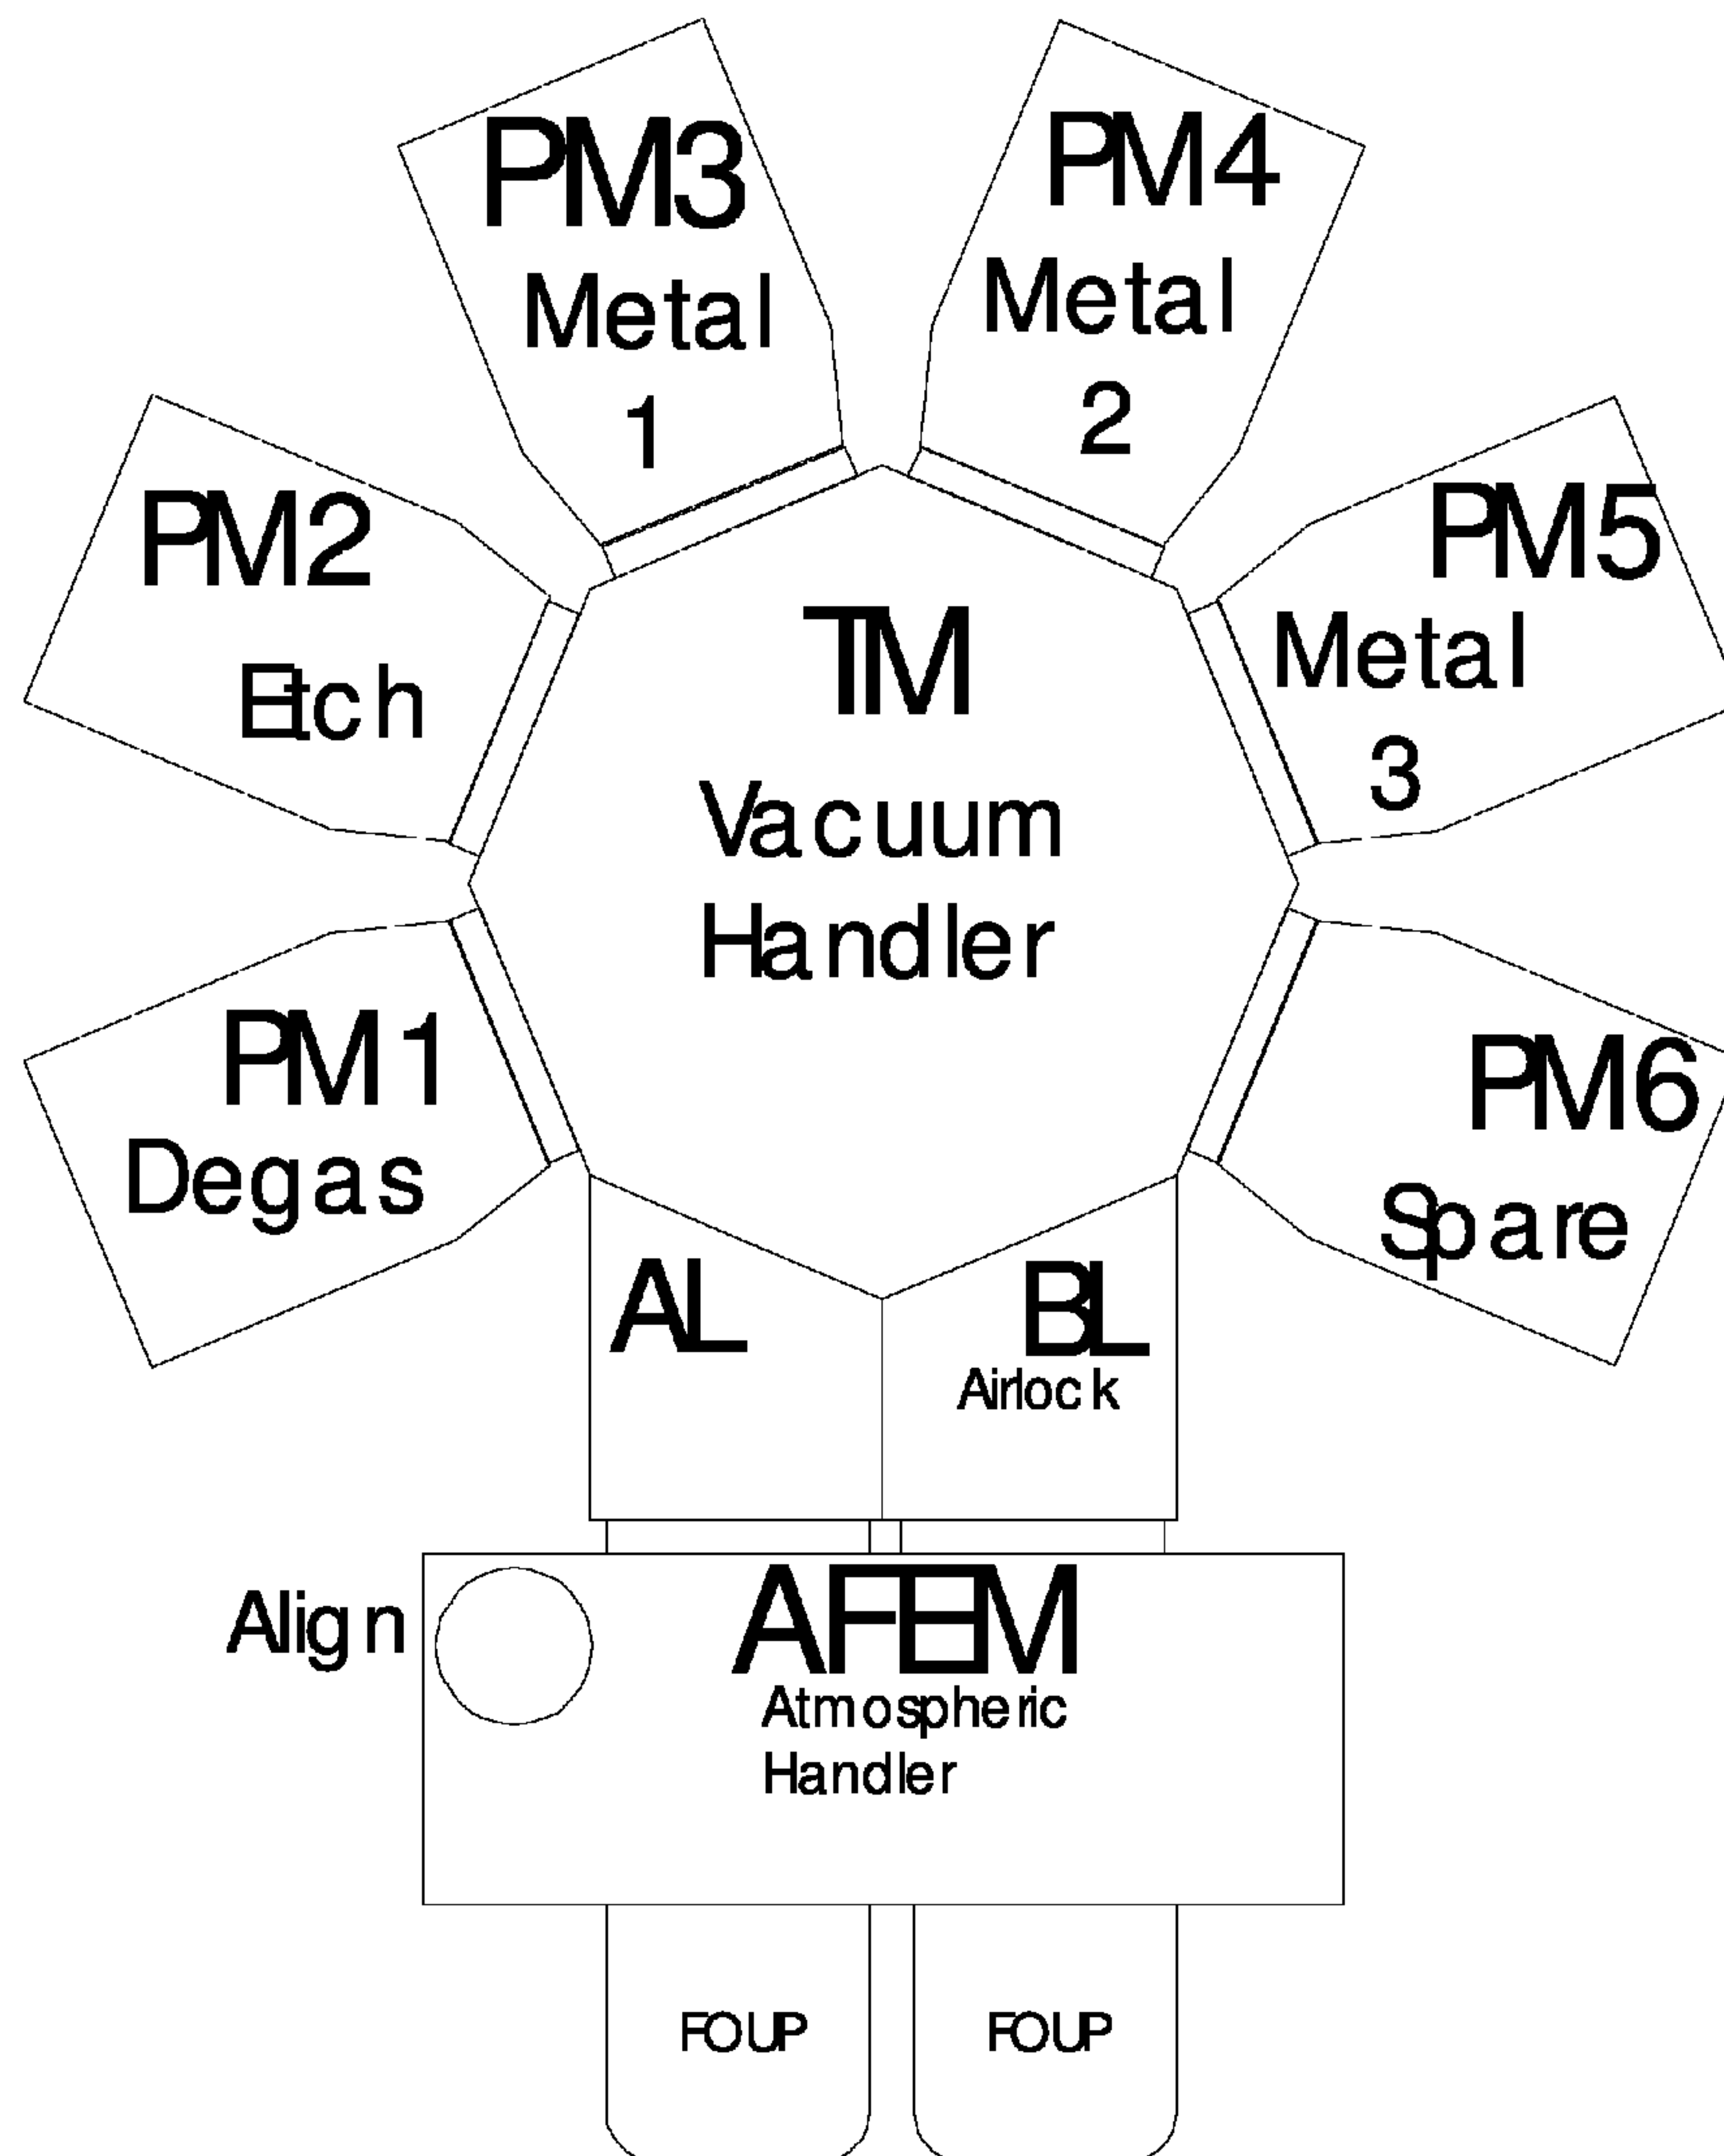 PM3
Metal
1
PM4
Metal
2
PM2
Etch
PM5
Metal
3
TM
Vacuum
Handler
PM1
Degas
PM6
Spare
AL
BL
Airlock
Align
AFEM
Atmospheric
Handler
FOUP
FOUP